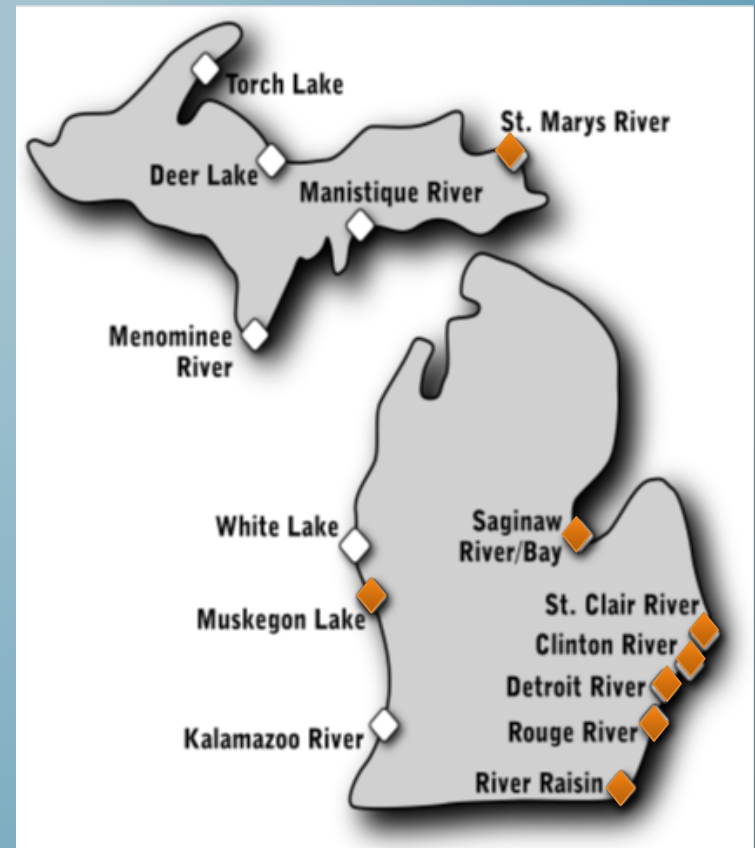 Torch Lake
St. Marys River
Deer Lake
Manistique River
Menominee
River
White Lake
Saginaw
River/Bay
Muskegon Lake
St. Clair River
Clinton River
Detroit River
Kalamazoo River
Rouge River
River Raisin